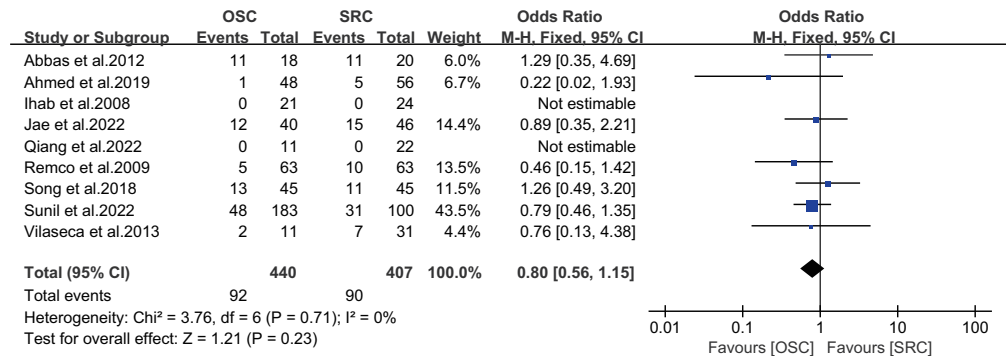 OSC SRC Odds Ratio Odds Ratio
Study or Subgroup Events Total Events Total Weight M-H, Fixed, 95% CI M-H, Fixed, 95% CI
Abbas et al.2012 11 18 11 20 6.0% 1.29 [0.35, 4.69]
Ahmed et al.2019 1 48 5 56 6.7% 0.22 [0.02, 1.93]
Ihab et al.2008 0 21 0 24 Not estimable
Jae et al.2022 12 40 15 46 14.4% 0.89 [0.35, 2.21]
Qiang et al.2022 0 11 0 22 Not estimable
Remco et al.2009 5 63 10 63 13.5% 0.46 [0.15, 1.42]
Song et al.2018 13 45 11 45 11.5% 1.26 [0.49, 3.20]
Sunil et al.2022 48 183 31 100 43.5% 0.79 [0.46, 1.35]
Vilaseca et al.2013 2 11 7 31 4.4% 0.76 [0.13, 4.38]
Total (95% CI) 440 407 100.0% 0.80 [0.56, 1.15]
Total events 92 90
Heterogeneity: Chi² = 3.76, df = 6 (P = 0.71); I² = 0%
Test for overall effect: Z = 1.21 (P = 0.23)
0.01 0.1 1 10 100
Favours [OSC] Favours [SRC]